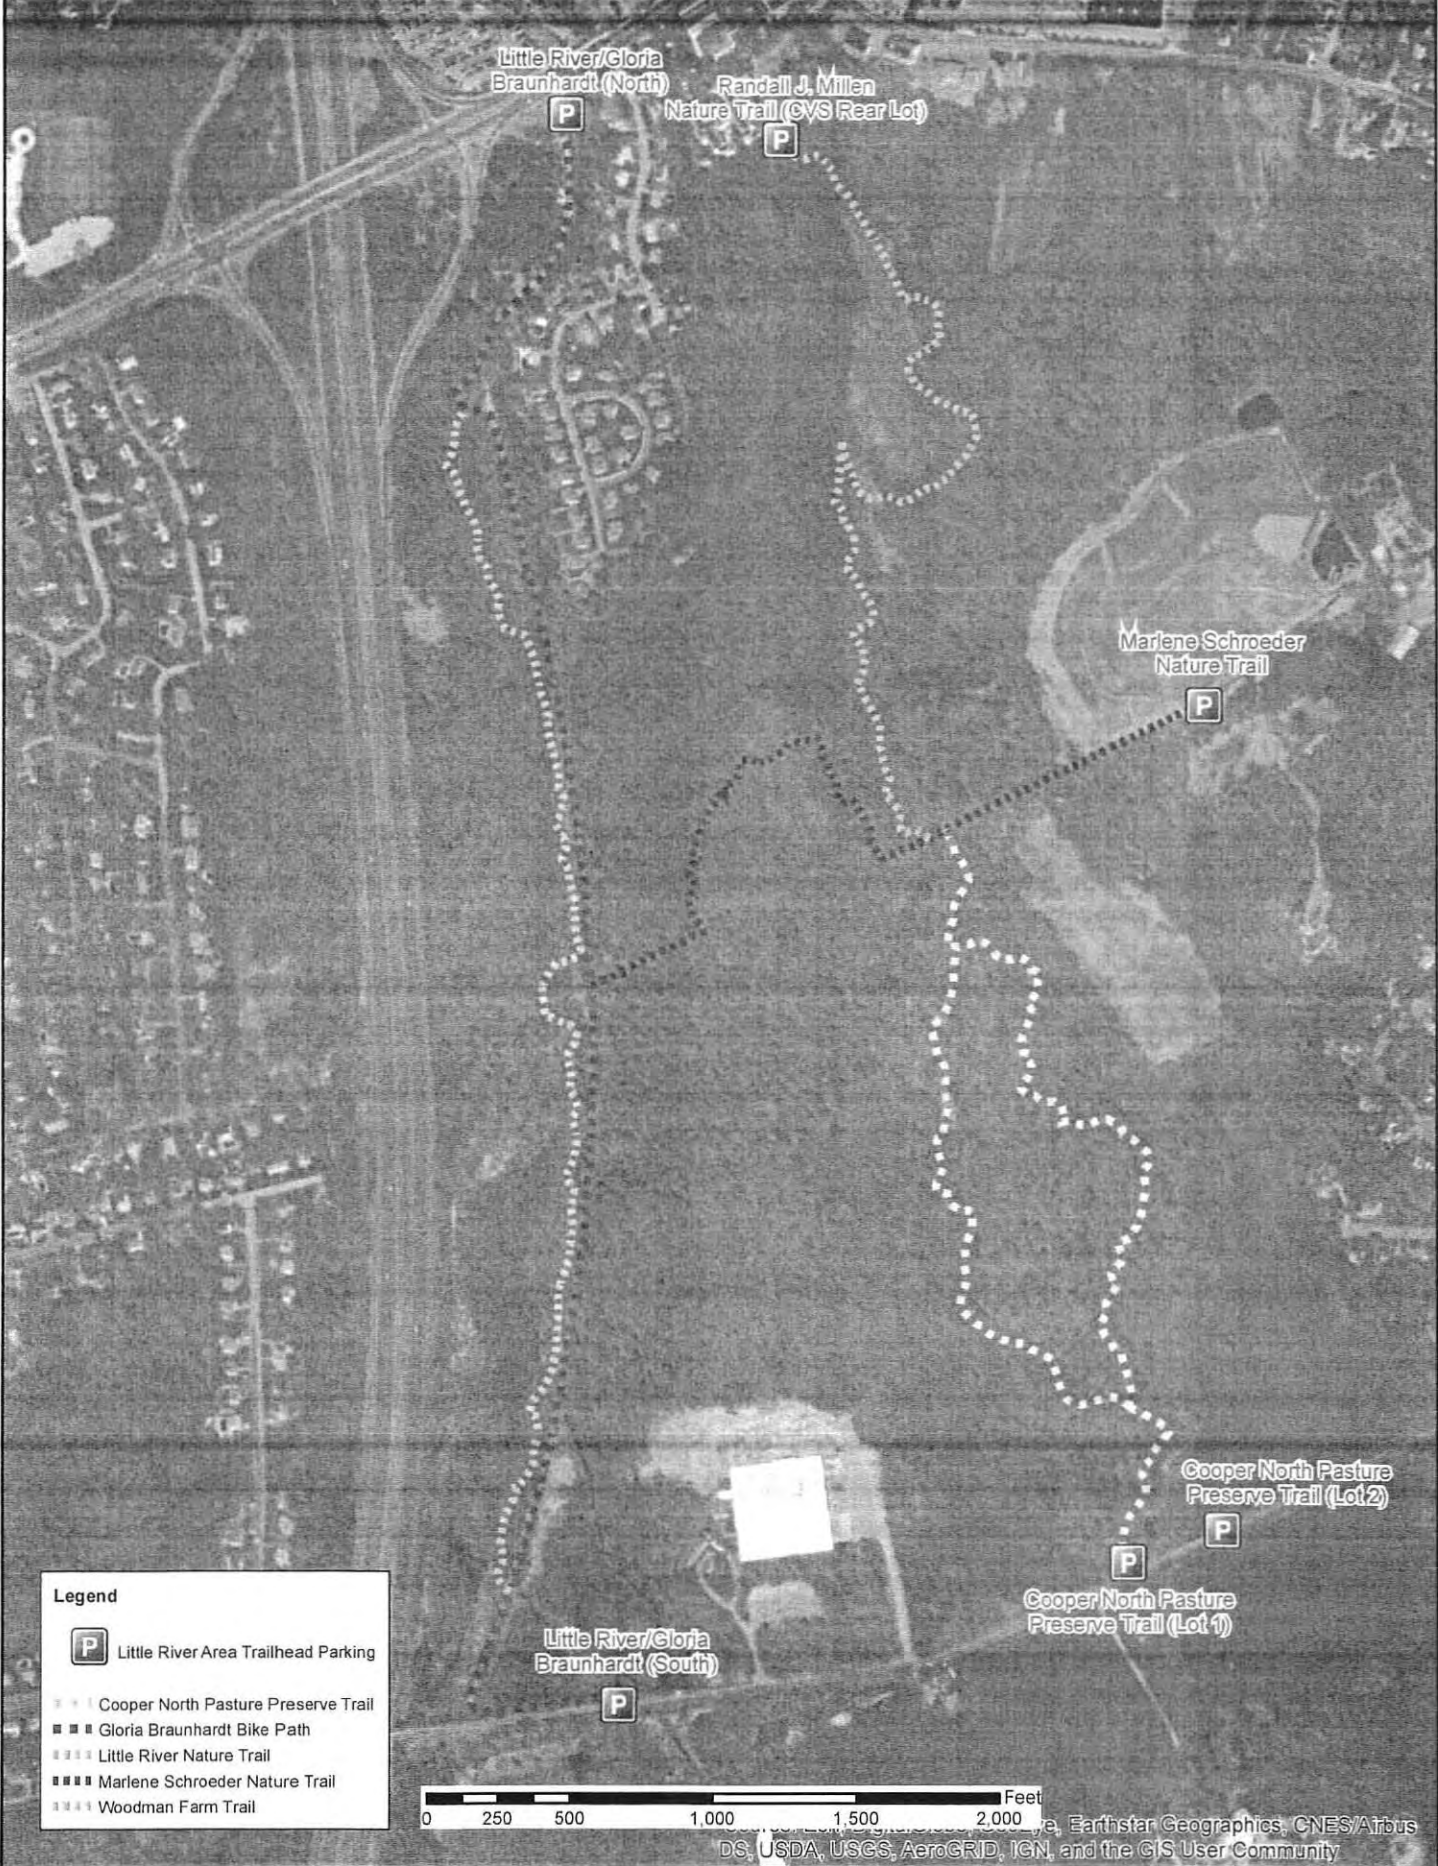 Little River/Gloria
Braunhardt (North)
P
Randall J. Millen
Nature Trail (CVS Rear Lot)
P
Marlene Schroeder
Nature Trail
P
Cooper North Pasture
Preserve Trail (Lot 2)
P
P
Cooper North Pasture
Preserve Trail (Lot 1)
Little River/Gloria
Braunhardt (South)
P
Legend
P Little River Area Trailhead Parking
Cooper North Pasture Preserve Trail
Gloria Braunhardt Bike Path
Little River Nature Trail
Marlene Schroeder Nature Trail
Woodman Farm Trail
Feet
0 250 500 1,000 1,500 2,000
Earthstar Geographics, CNES/Airbus
DS, USDA, USGS, AeroGRID, IGN, and the GIS User Community